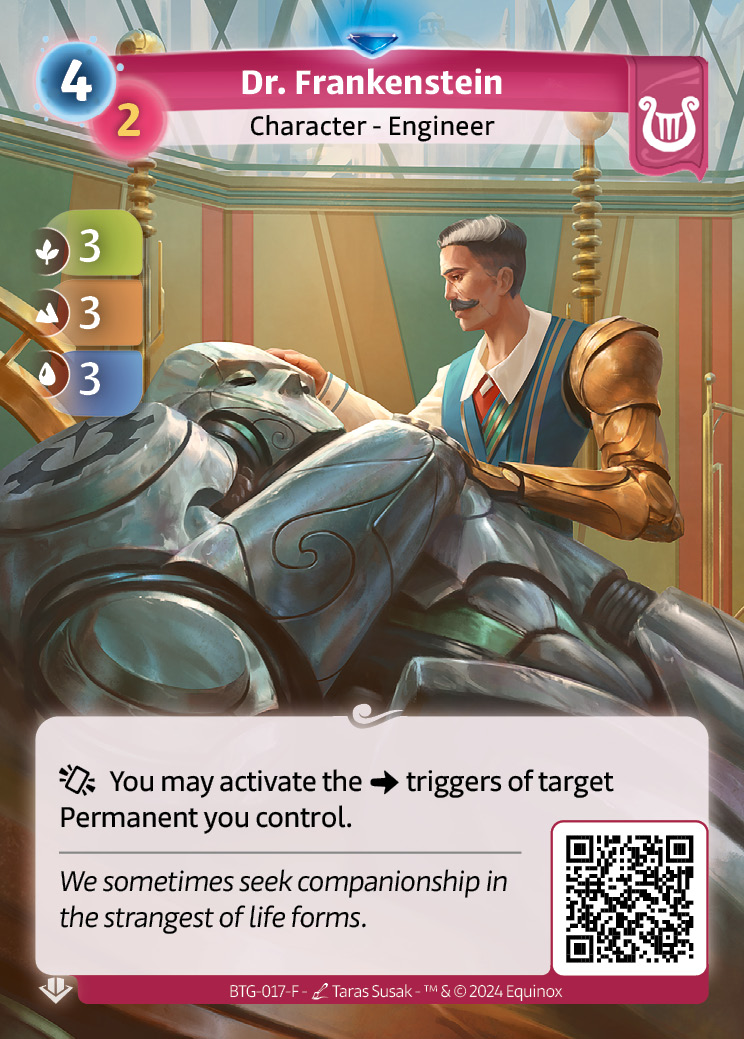 4
Dr. Frankenstein
2
Character - Engineer
3
3
3
You may activate the → triggers of target
Permanent you control.
We sometimes seek companionship in
the strangest of life forms.
BTG-017-F - Taras Susak - ™ & © 2024 Equinox